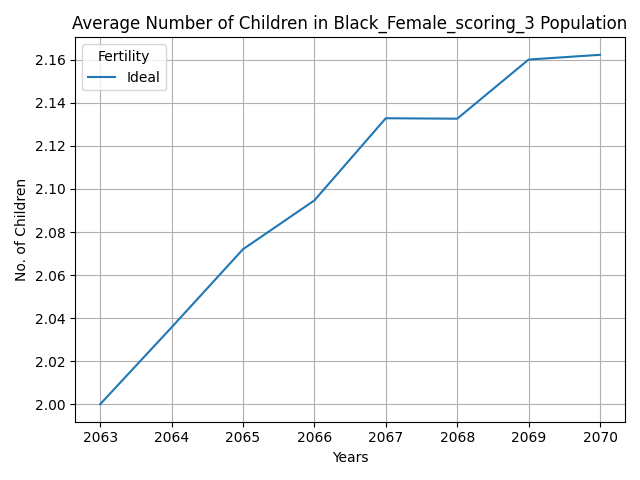 Average Number of Children in Black_Female_scoring_3 Population
Fertility
Ideal
2.16
2.14
2.12
2.10
2.08
2.06
2.04
2.02
2.00
No. of Children
2063 2064 2065 2066 2067 2068 2069 2070
Years